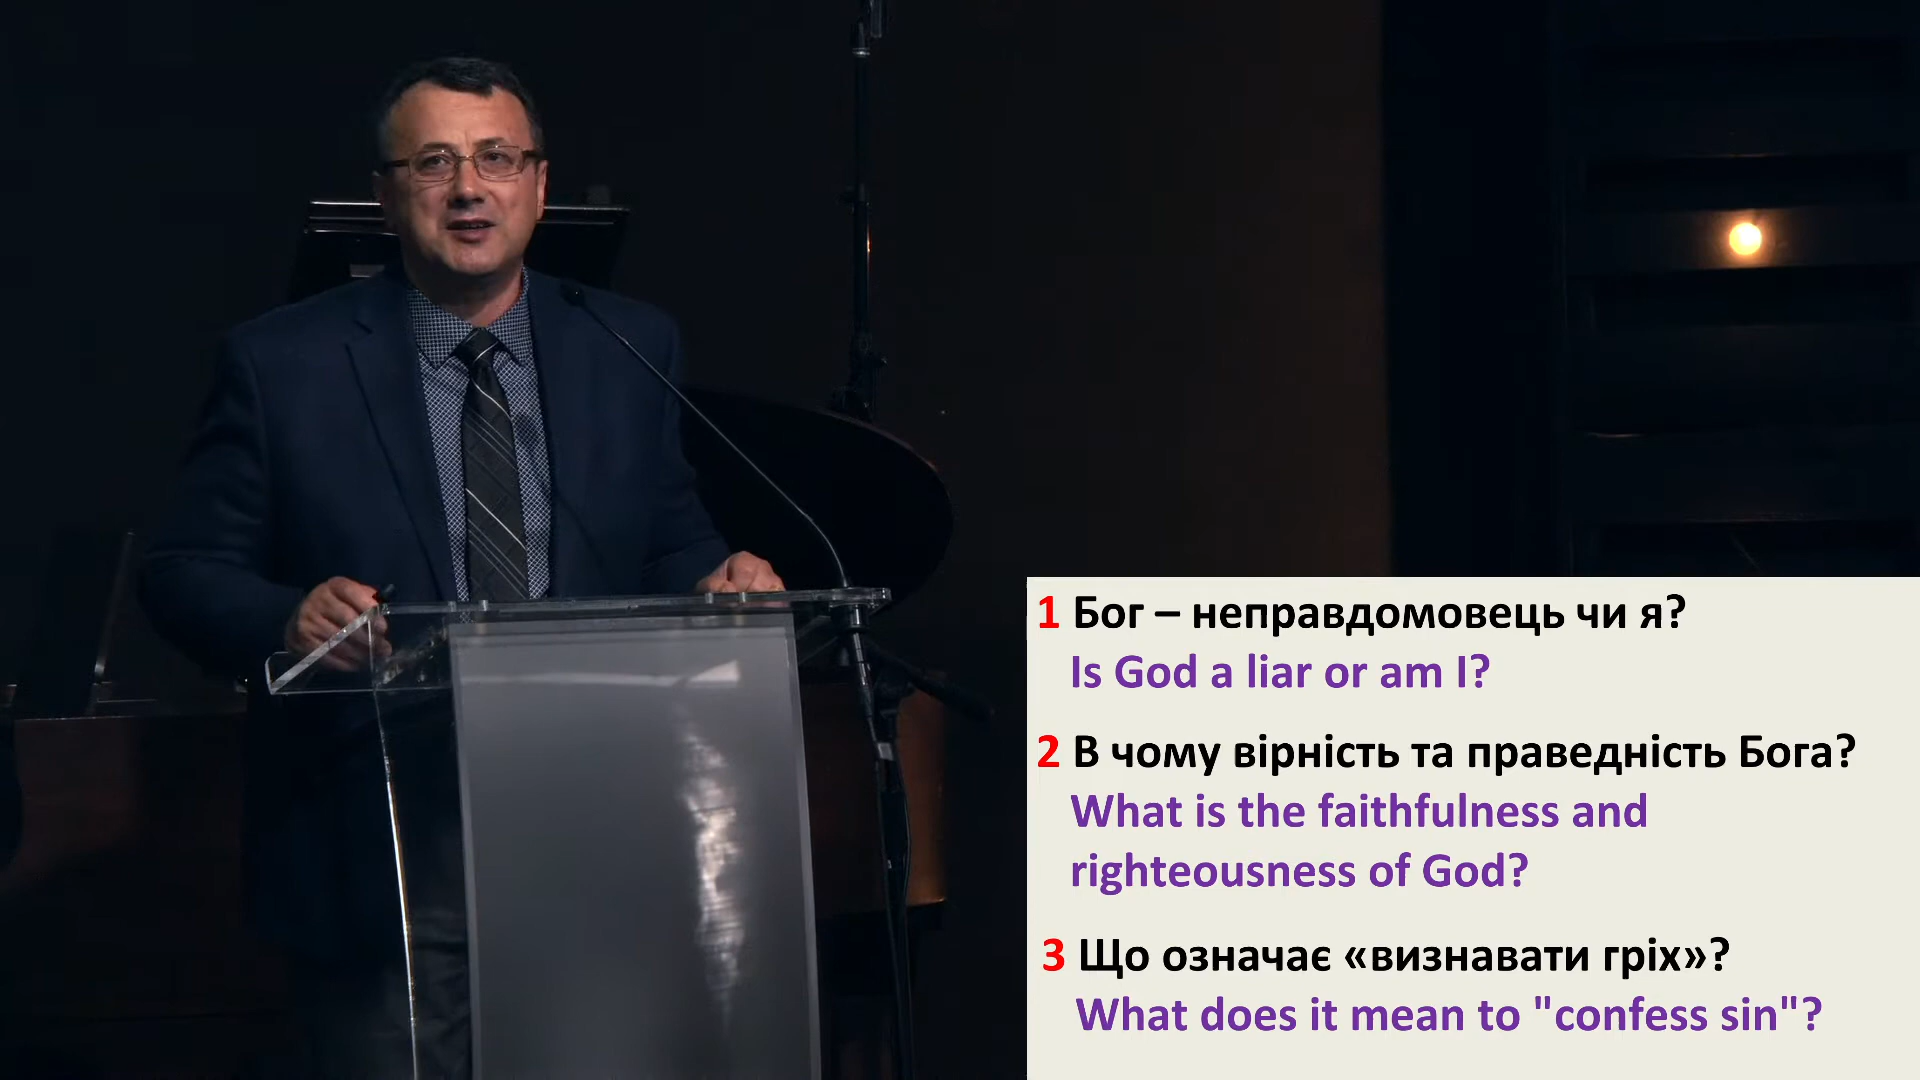 1 Бог – неправдомовець чи я?
Is God a liar or am I?
2 В чому вірність та праведність Бога?
What is the faithfulness and
righteousness of God?
3 Що означає «визнавати гріх»?
What does it mean to "confess sin"?